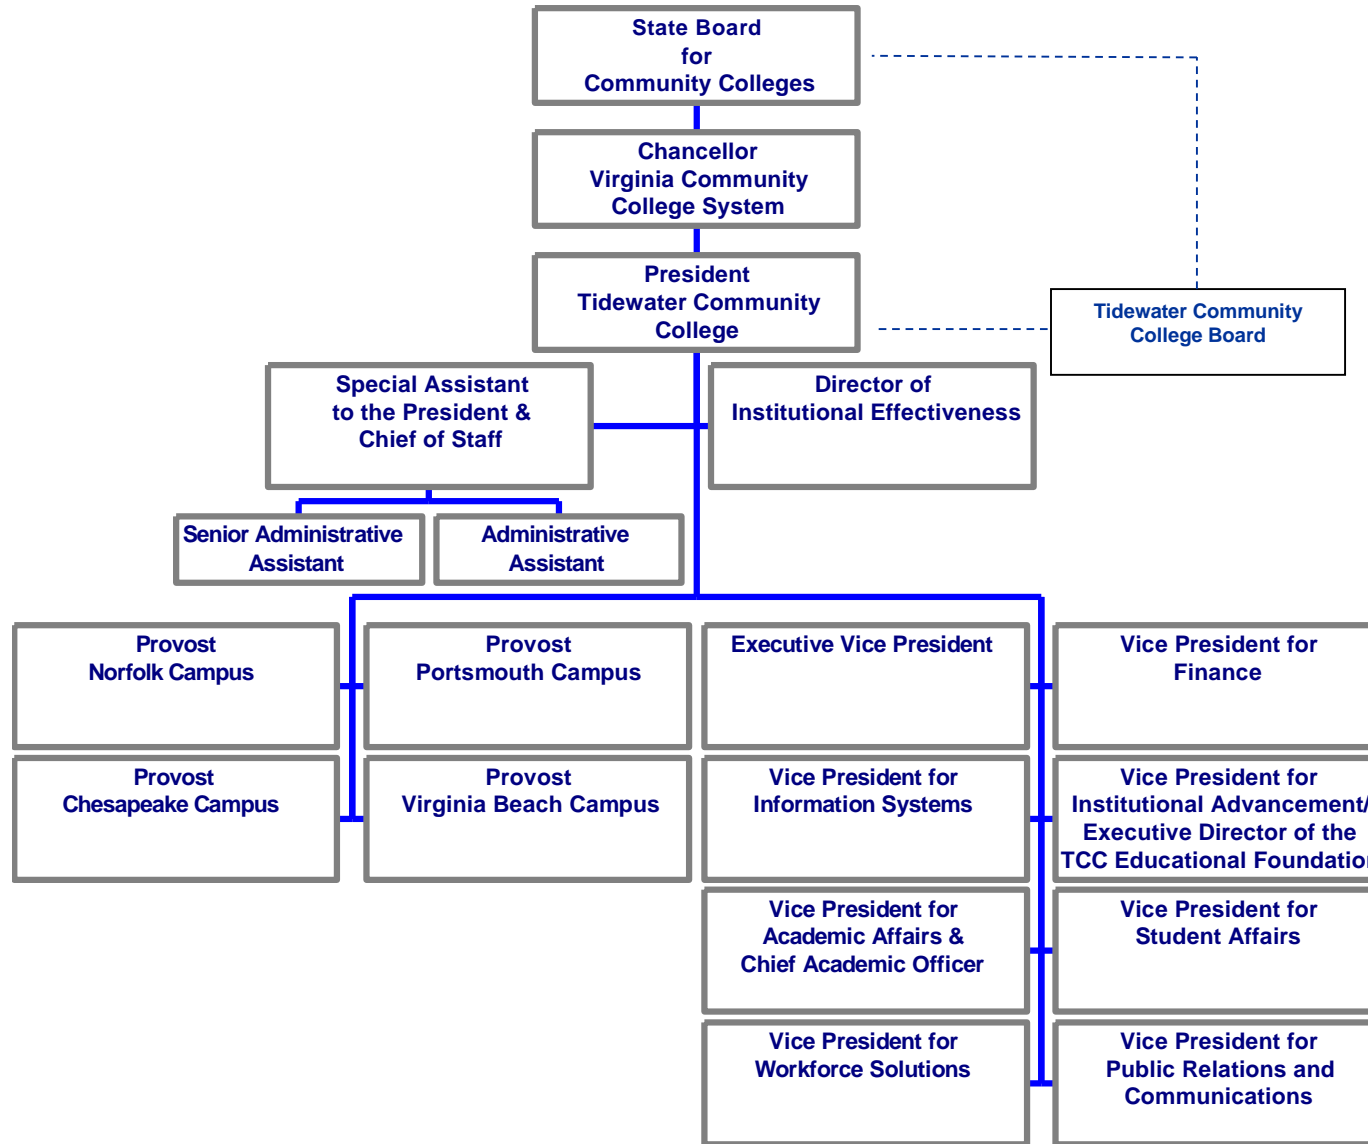 State Board
for
Community Colleges
Chancellor
Virginia Community
College System
President
Tidewater Community
College
Tidewater Community
College Board
Special Assistant
to the President &
Chief of Staff
Director of
Institutional Effectiveness
Senior Administrative
Assistant
Administrative
Assistant
Provost
Norfolk Campus
Provost
Portsmouth Campus
Executive Vice President
Vice President for
Finance
Provost
Chesapeake Campus
Provost
Virginia Beach Campus
Vice President for
Information Systems
Vice President for
Institutional Advancement/
Executive Director of the
TCC Educational Foundation
Vice President for
Academic Affairs &
Chief Academic Officer
Vice President for
Student Affairs
Vice President for
Workforce Solutions
Vice President for
Public Relations and
Communications